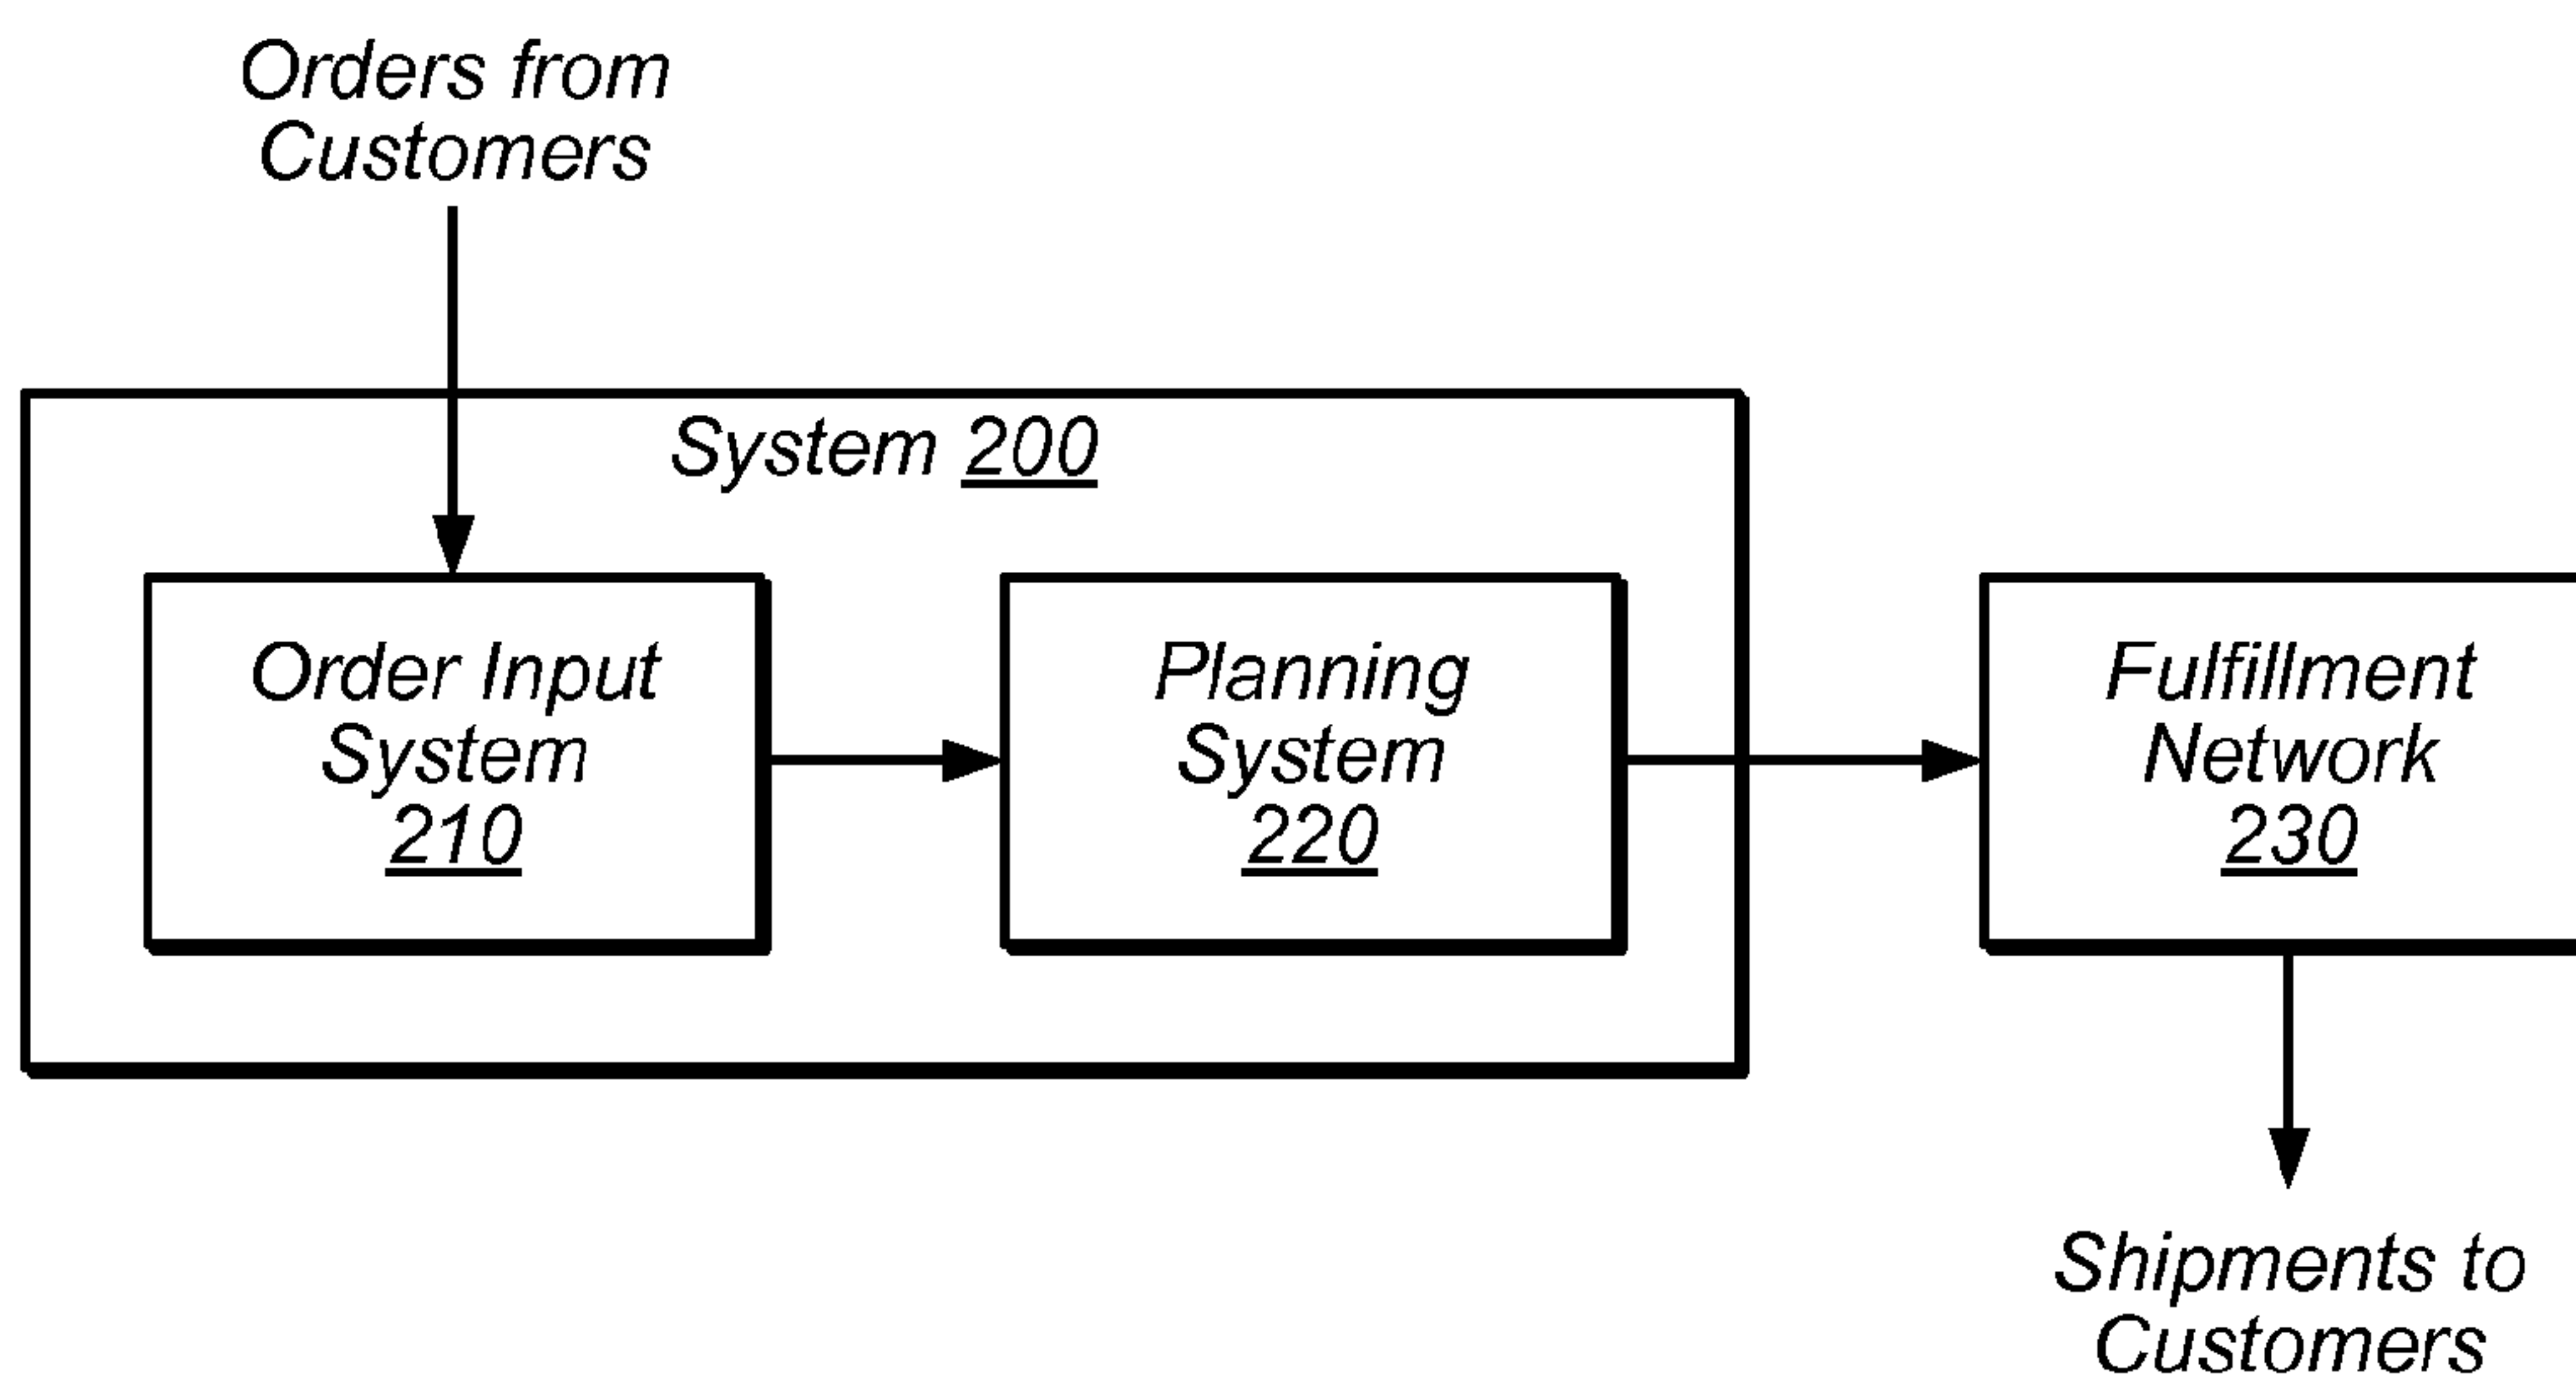 Orders from
Customers
System 200
Order Input
System
210
Planning
System
220
Fulfillment
Network
230
Shipments to
Customers